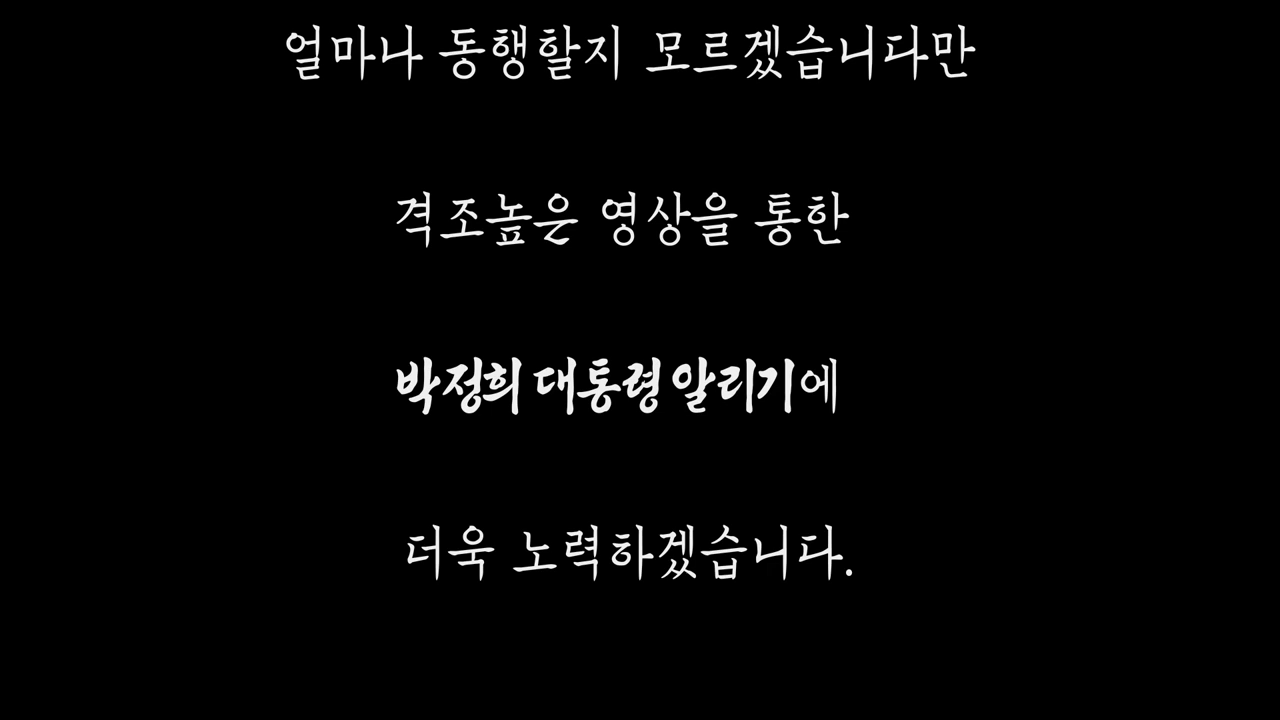 얼마나 동행할지 모르겠습니다만
격조높은 영상을 통한
박정희 대통령 알리기에
더욱 노력하겠습니다.